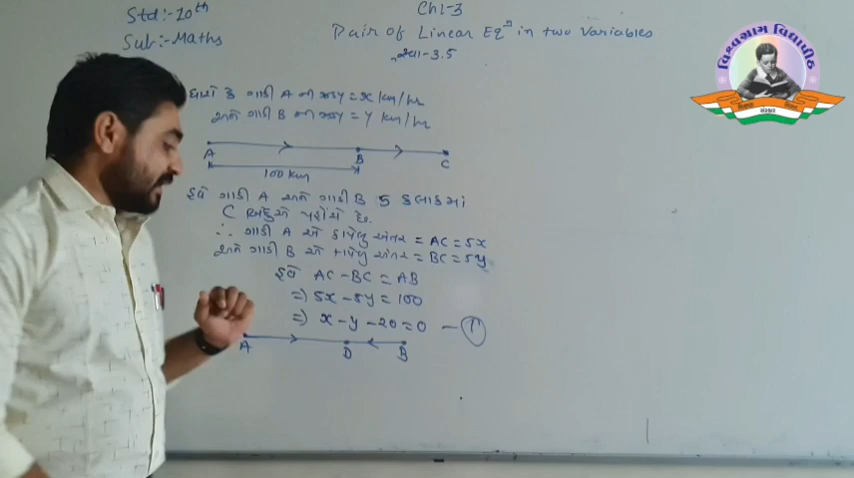 Std:-10th
Sub:-Maths
Ch-3
Pair of Linear Eqn in two Variables
સ્વા-3.5
ધારો કે ગાડી A ની ઝડપ = x km/hr
અને ગાડી B ની ઝડપ = y km/hr
A B C
100 km
હવે ગાડી A અને ગાડી B 5 કલાકમાં
C બિંદુએ પહોંચે છે.
∴ ગાડી A એ કાપેલું અંતર = AC = 5x
અને ગાડી B એ કાપેલું અંતર = BC = 5y
હવે AC - BC = AB
=) 5x - 5y = 100
=) x - y - 20 = 0 — (1)
A D B
વિશ્વગ્રામ વિદ્યાપીઠ